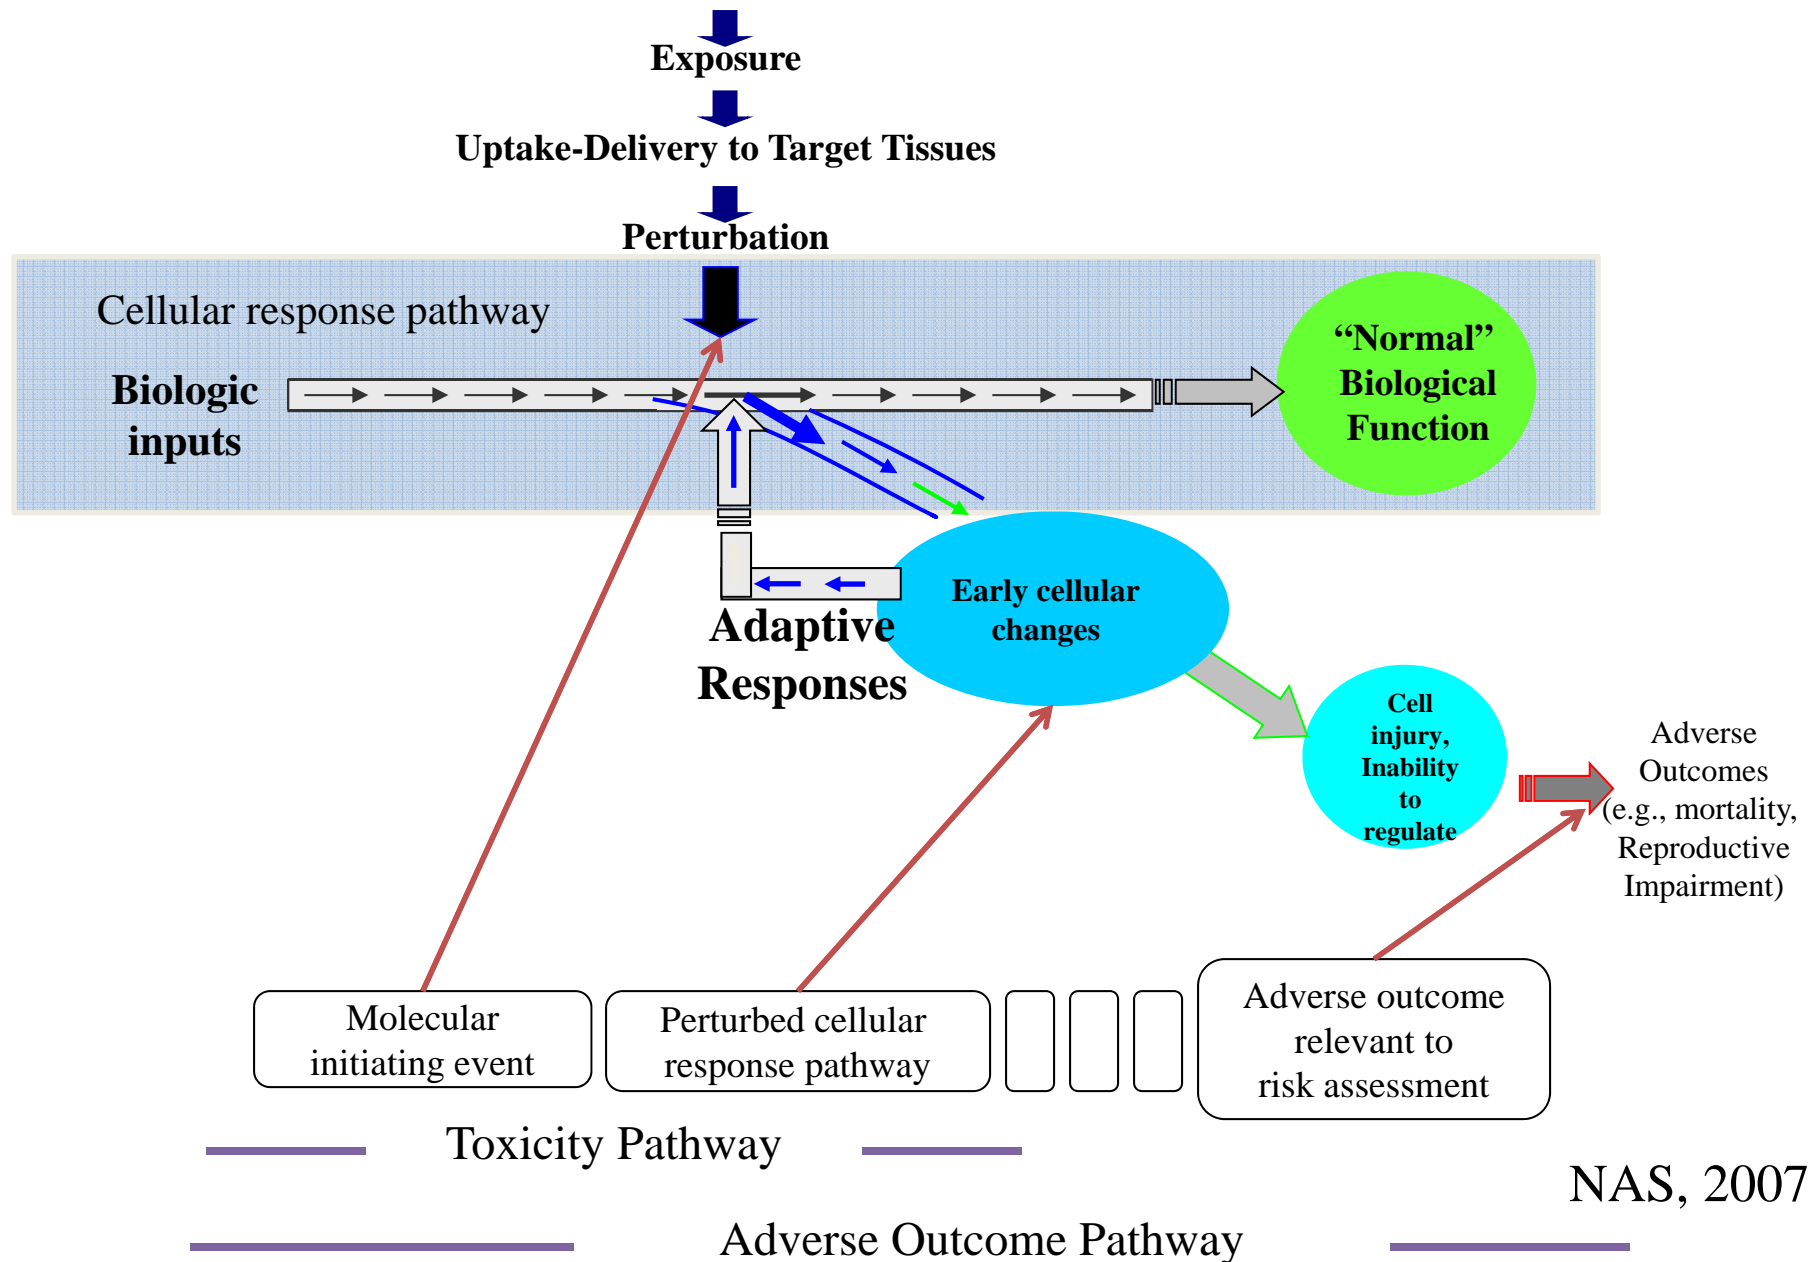 Exposure
Uptake-Delivery to Target Tissues
Perturbation
Cellular response pathway
Biologic
inputs
“Normal”
Biological
Function
Early cellular
changes
Adaptive
Responses
Cell
injury,
Inability
to
regulate
Adverse
Outcomes
(e.g., mortality,
Reproductive
Impairment)
Molecular
initiating event
Perturbed cellular
response pathway
Adverse outcome
relevant to
risk assessment
Toxicity Pathway
NAS, 2007
Adverse Outcome Pathway